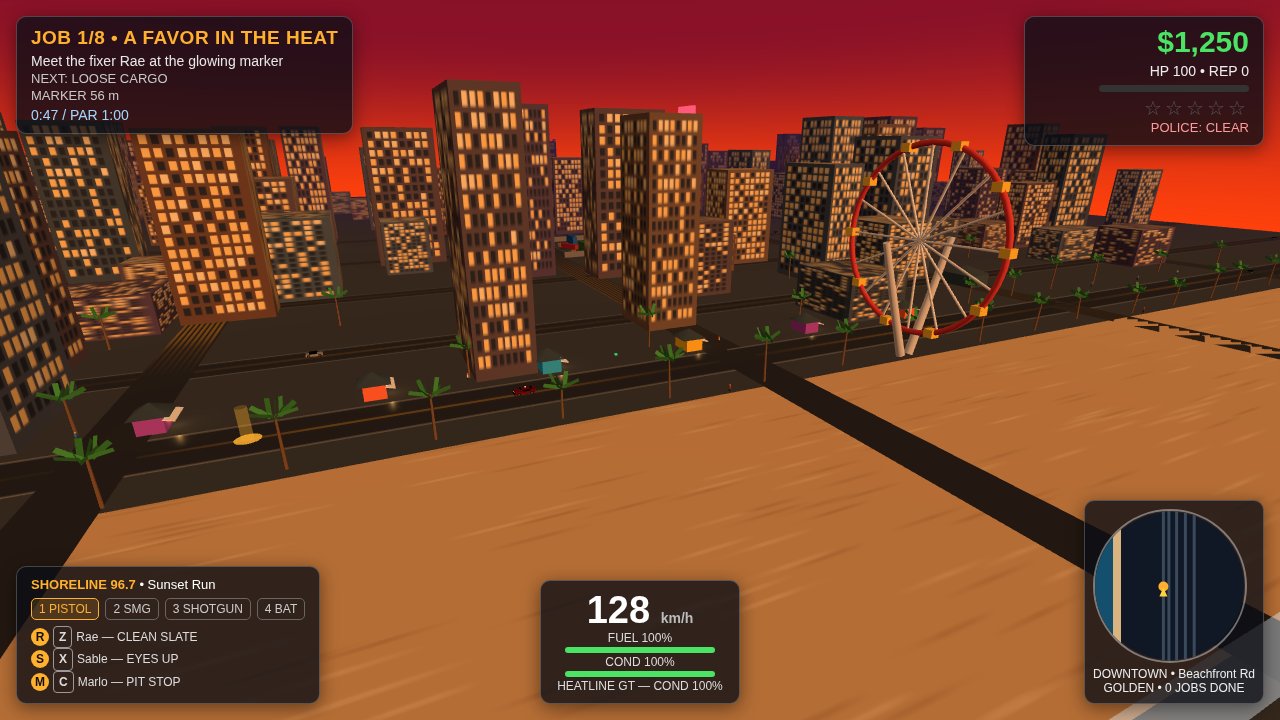 JOB 1/8 • A FAVOR IN THE HEAT
Meet the fixer Rae at the glowing marker
NEXT: LOOSE CARGO
MARKER 56 m
0:47 / PAR 1:00
$1,250
HP 100 • REP 0
☆☆☆☆☆
POLICE: CLEAR
SHORELINE 96.7 • Sunset Run
1 PISTOL 2 SMG 3 SHOTGUN 4 BAT
R Z Rae — CLEAN SLATE
S X Sable — EYES UP
M C Marlo — PIT STOP
128 km/h
FUEL 100%
COND 100%
HEATLINE GT — COND 100%
DOWNTOWN • Beachfront Rd
GOLDEN • 0 JOBS DONE